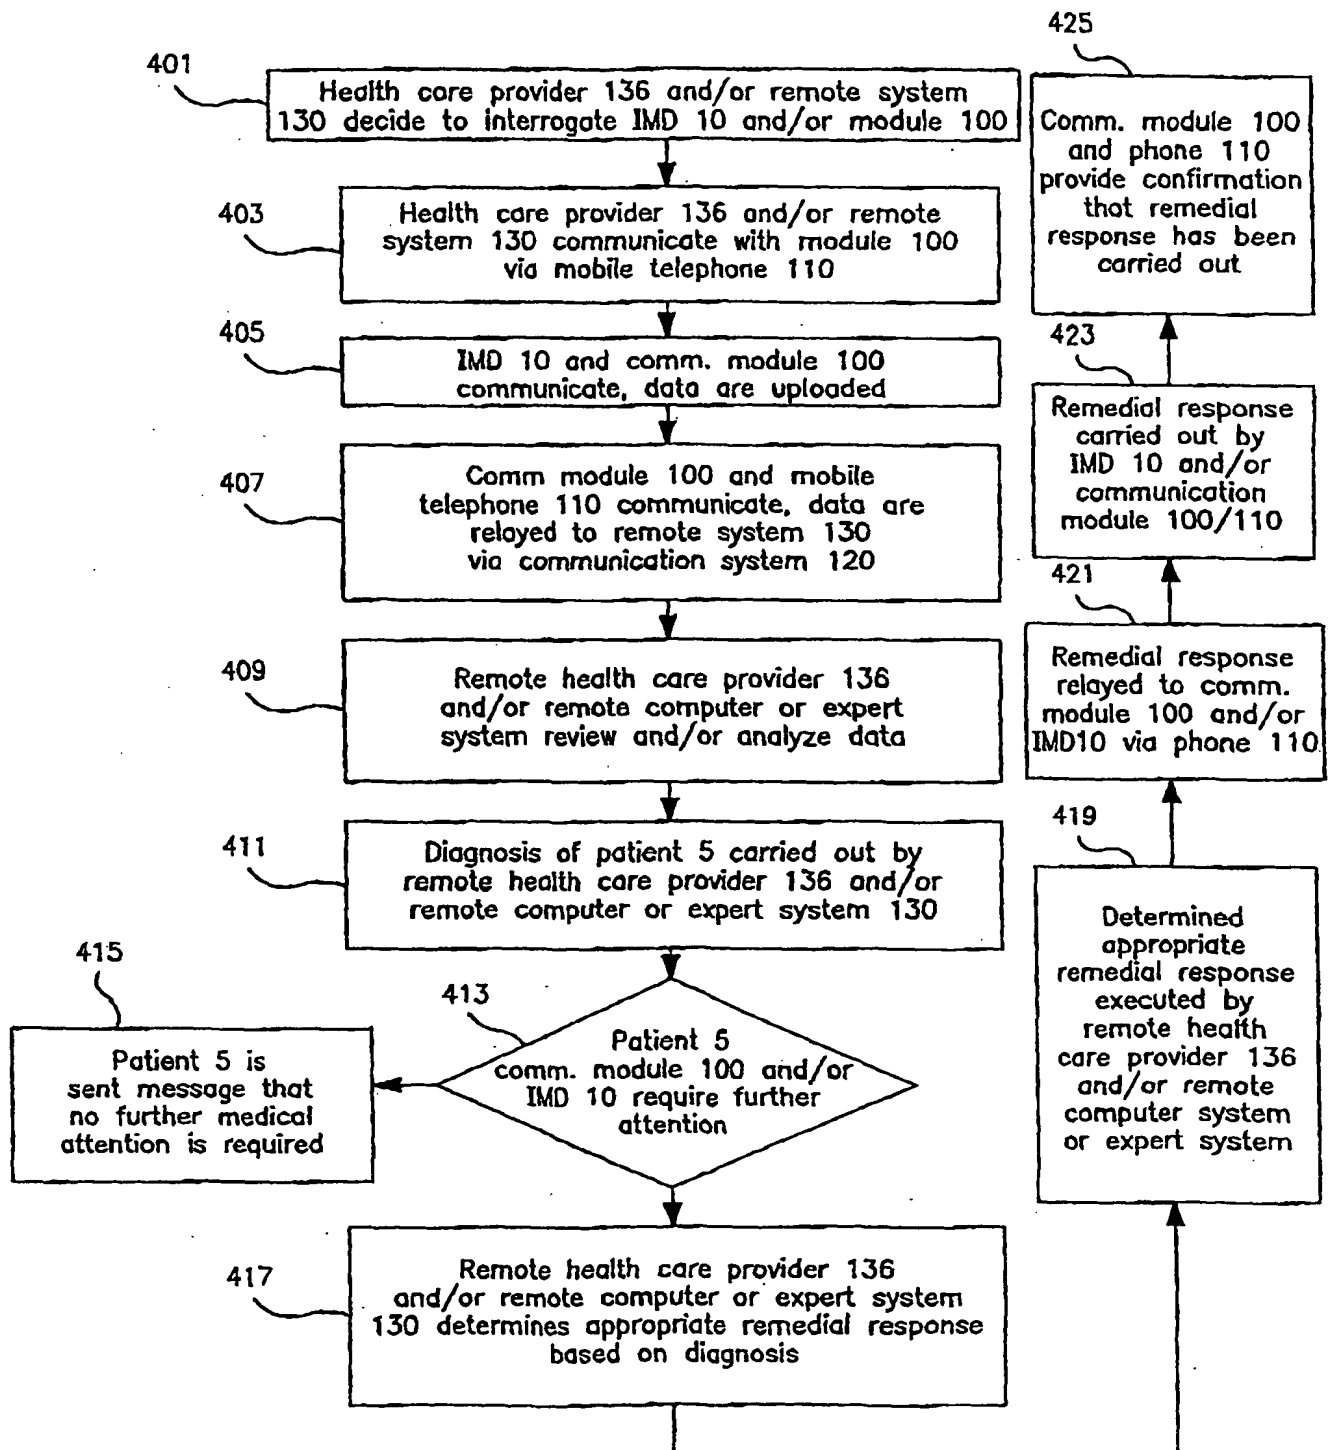 401
Health care provider 136 and/or remote system
130 decide to interrogate IMD 10 and/or module 100
403
Health care provider 136 and/or remote
system 130 communicate with module 100
via mobile telephone 110
405
IMD 10 and comm. module 100
communicate, data are uploaded
407
Comm module 100 and mobile
telephone 110 communicate, data are
relayed to remote system 130
via communication system 120
409
Remote health care provider 136
and/or remote computer or expert
system review and/or analyze data
411
Diagnosis of patient 5 carried out by
remote health care provider 136 and/or
remote computer or expert system 130
413
Patient 5
comm. module 100 and/or
IMD 10 require further
attention
415
Patient 5 is
sent message that
no further medical
attention is required
417
Remote health care provider 136
and/or remote computer or expert system
130 determines appropriate remedial response
based on diagnosis
419
Determined
appropriate
remedial response
executed by
remote health
care provider 136
and/or remote
computer system
or expert system
421
Remedial response
relayed to comm.
module 100 and/or
IMD10 via phone 110
423
Remedial response
carried out by
IMD 10 and/or
communication
module 100/110
425
Comm. module 100
and phone 110
provide confirmation
that remedial
response has been
carried out